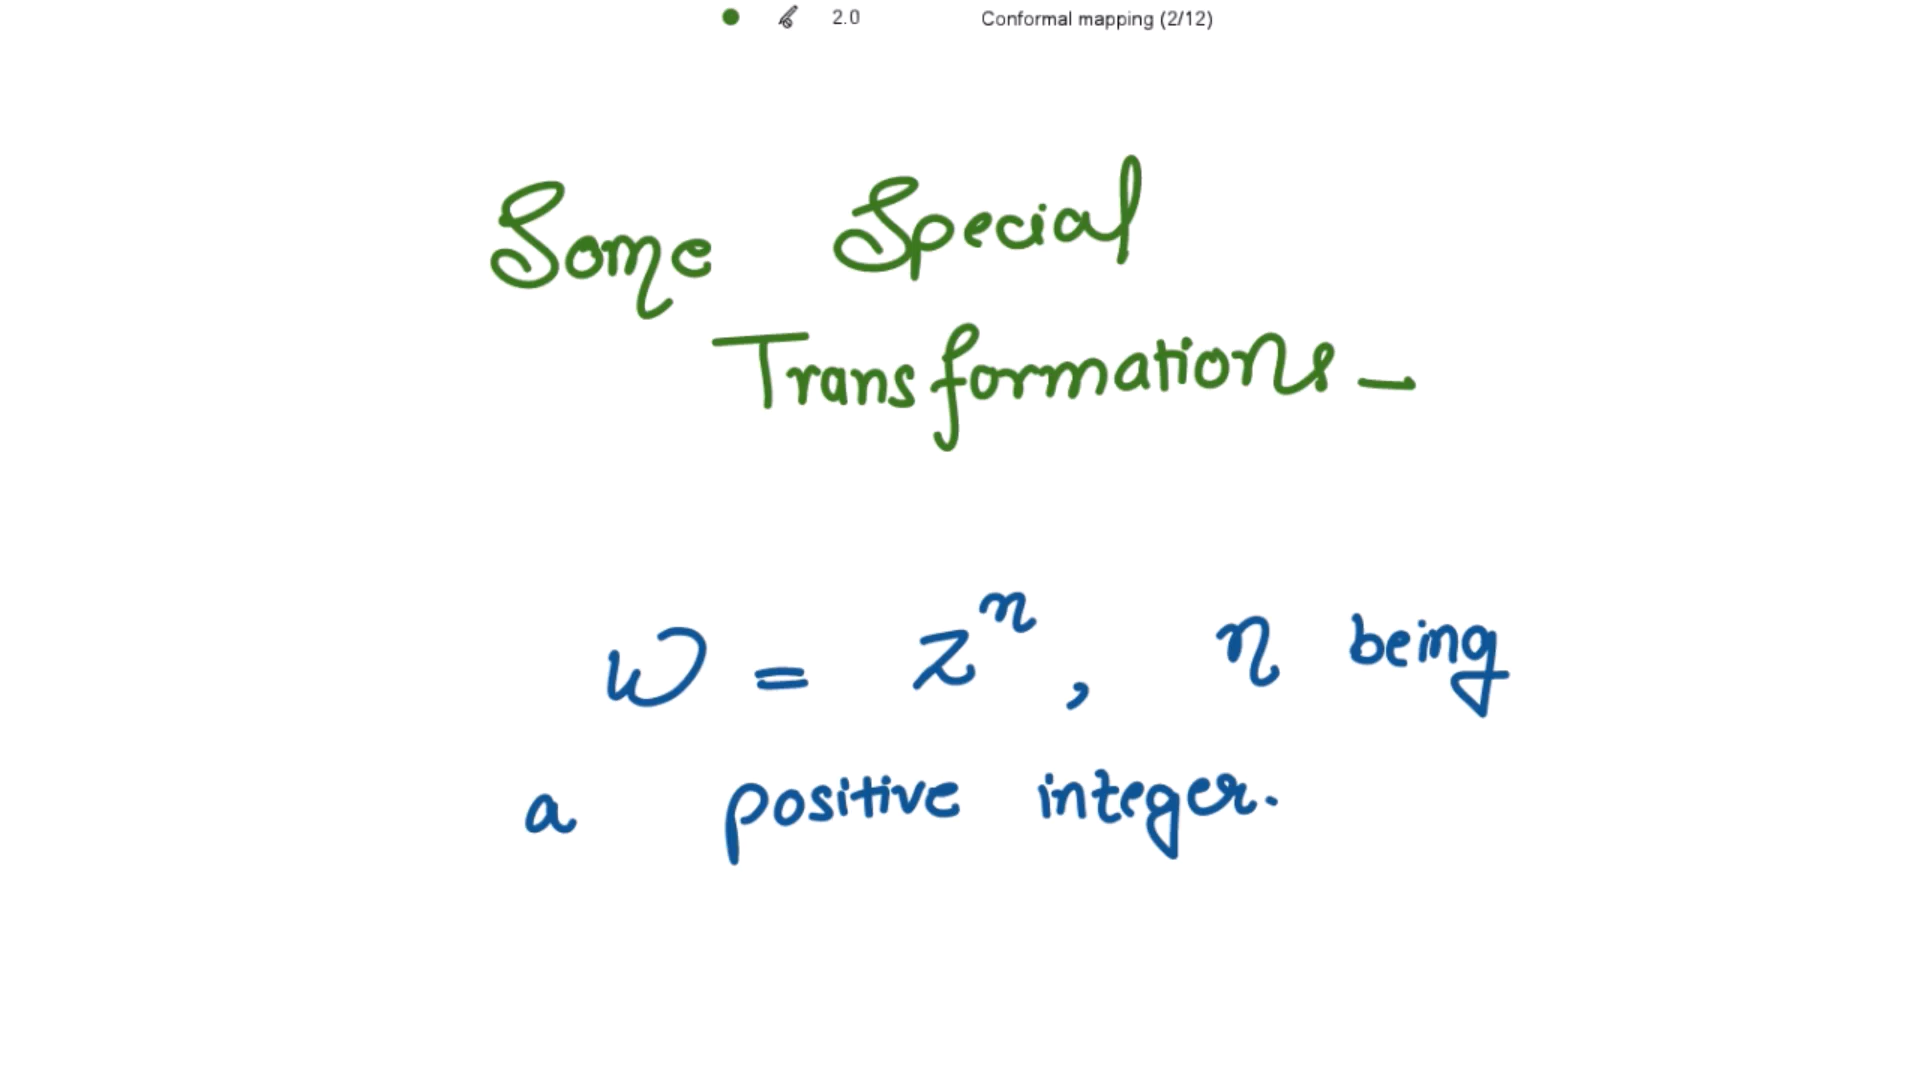 2.0 Conformal mapping (2/12)
Some Special
Transformations -
w = z^n, n being
a positive integer.